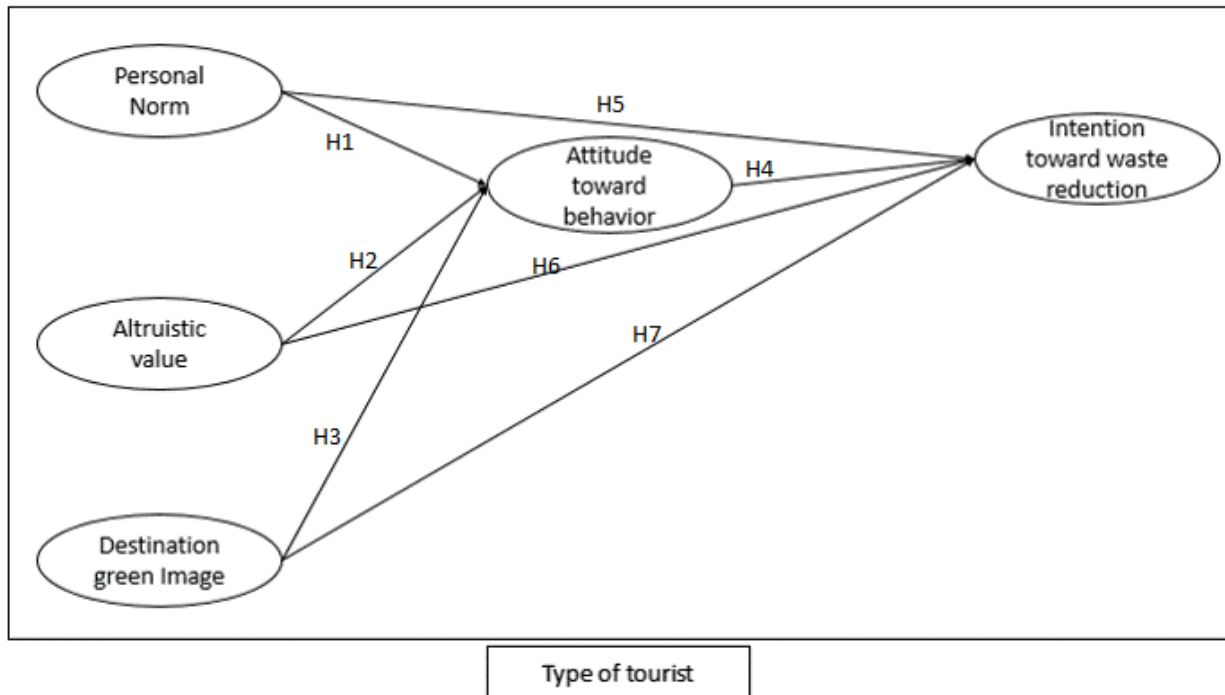 Personal
Norm
H5
H1
Intention
toward waste
reduction
Attitude
toward
behavior
H4
H2
H6
Altruistic
value
H7
H3
Destination
green Image
Type of tourist